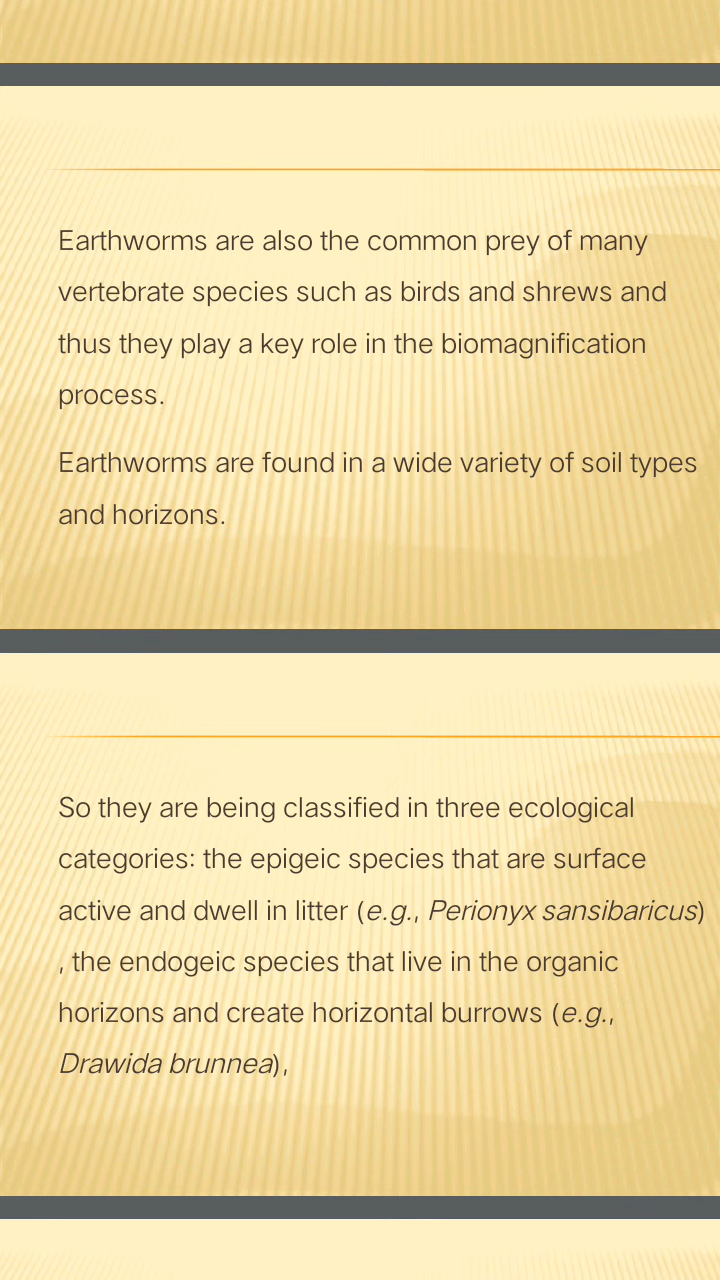 Earthworms are also the common prey of many
vertebrate species such as birds and shrews and
thus they play a key role in the biomagnification
process.
Earthworms are found in a wide variety of soil types
and horizons.
So they are being classified in three ecological
categories: the epigeic species that are surface
active and dwell in litter (e.g., Perionyx sansibaricus)
, the endogeic species that live in the organic
horizons and create horizontal burrows (e.g.,
Drawida brunnea),